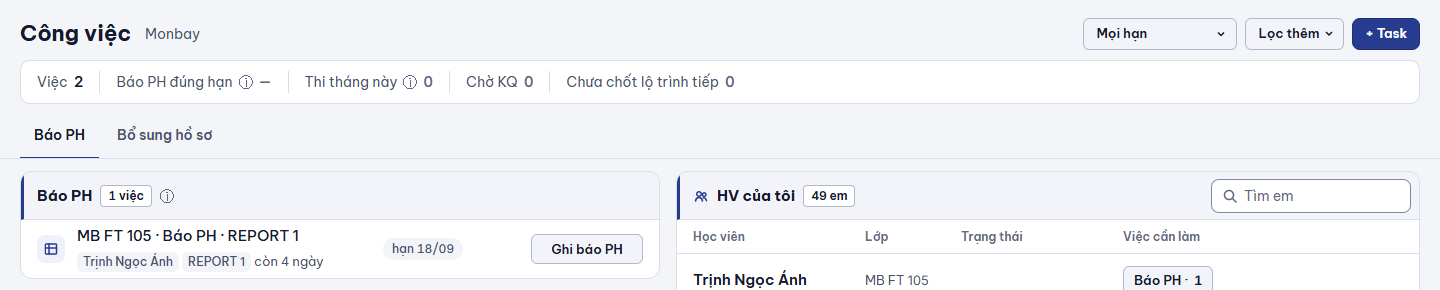 Công việc Monbay Mọi hạn Lọc thêm + Task
Việc 2 Báo PH đúng hạn — Thi tháng này 0 Chờ KQ 0 Chưa chốt lộ trình tiếp 0
Báo PH Bổ sung hồ sơ
Báo PH 1 việc
MB FT 105 · Báo PH · REPORT 1
Trịnh Ngọc Ánh REPORT 1 còn 4 ngày
hạn 18/09
Ghi báo PH
HV của tôi 49 em Tìm em
Học viên Lớp Trạng thái Việc cần làm
Trịnh Ngọc Ánh MB FT 105 Báo PH · 1